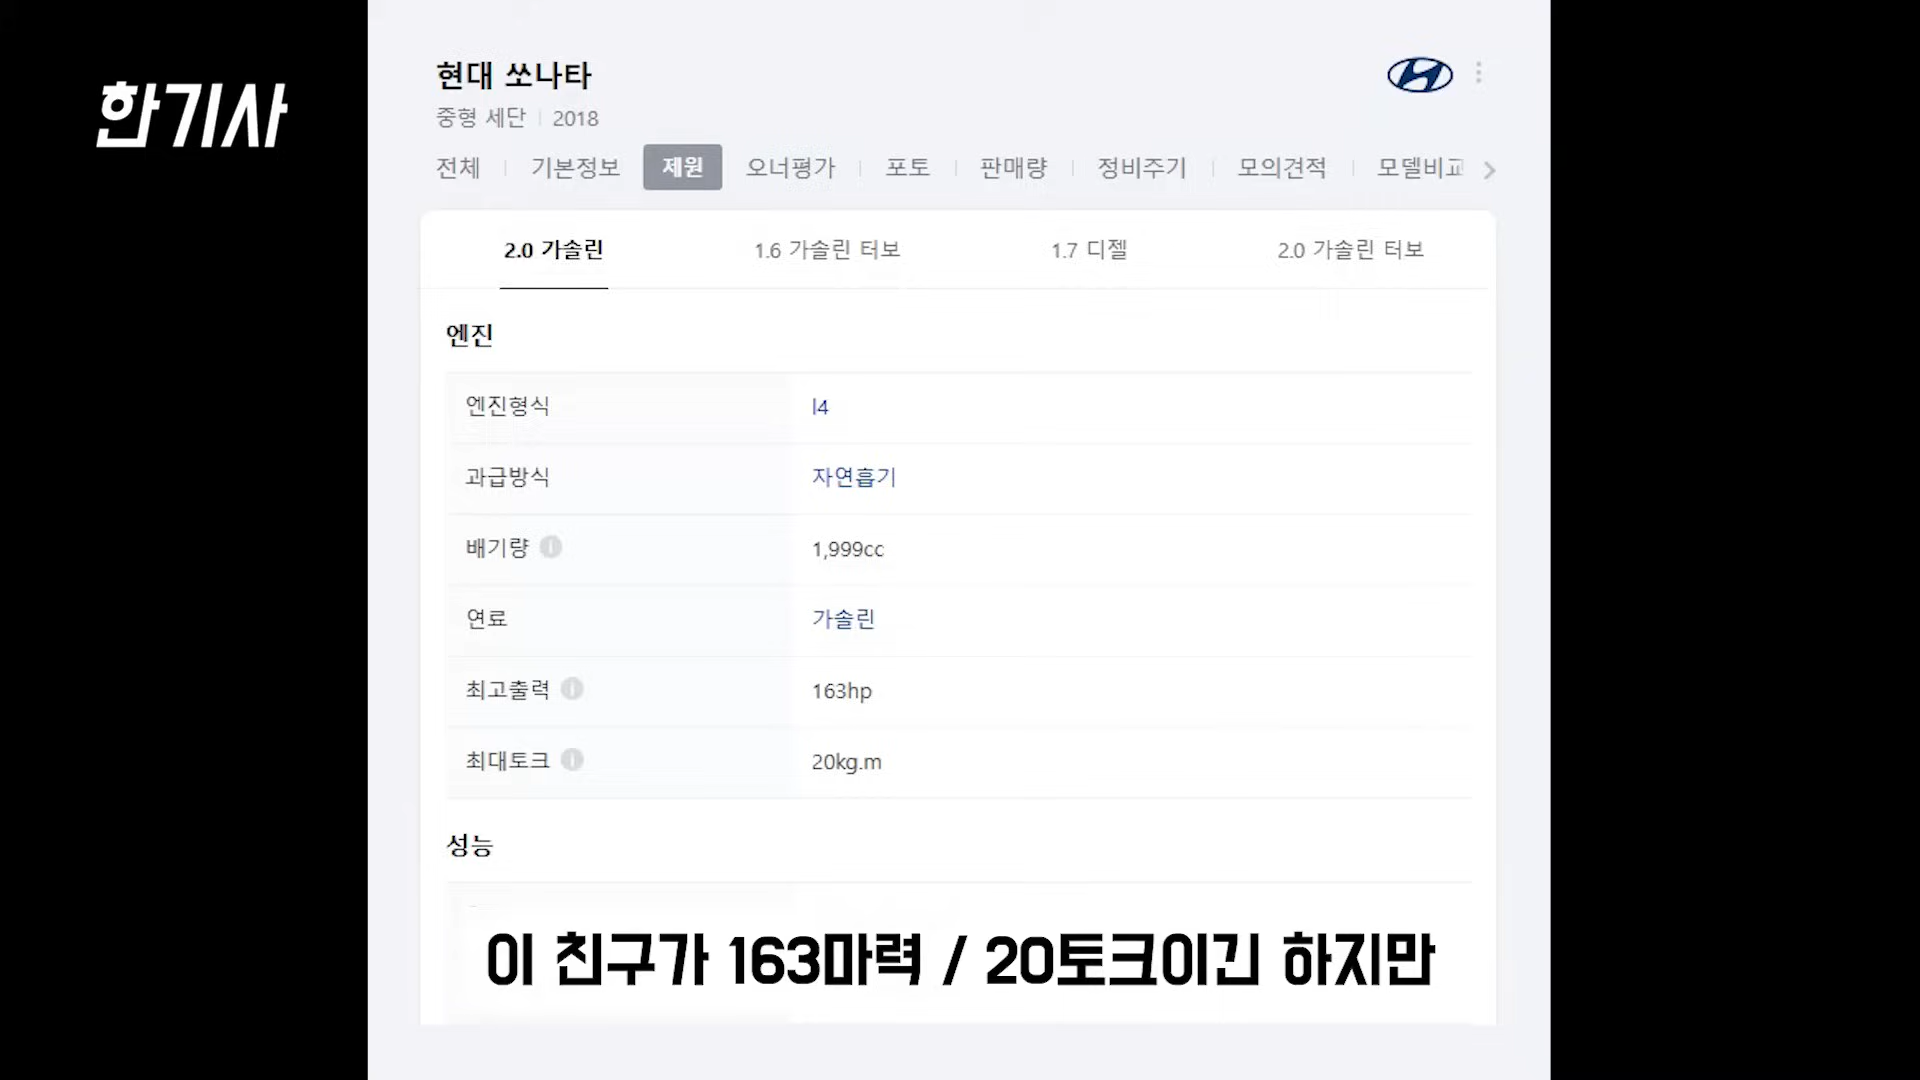 한기사
현대 쏘나타
중형 세단 2018
전체 기본정보 제원 오너평가 포토 판매량 정비주기 모의견적 모델비교
2.0 가솔린 1.6 가솔린 터보 1.7 디젤 2.0 가솔린 터보
엔진
엔진형식 I4
과급방식 자연흡기
배기량 1,999cc
연료 가솔린
최고출력 163hp
최대토크 20kg.m
성능
이 친구가 163마력 / 20토크이긴 하지만